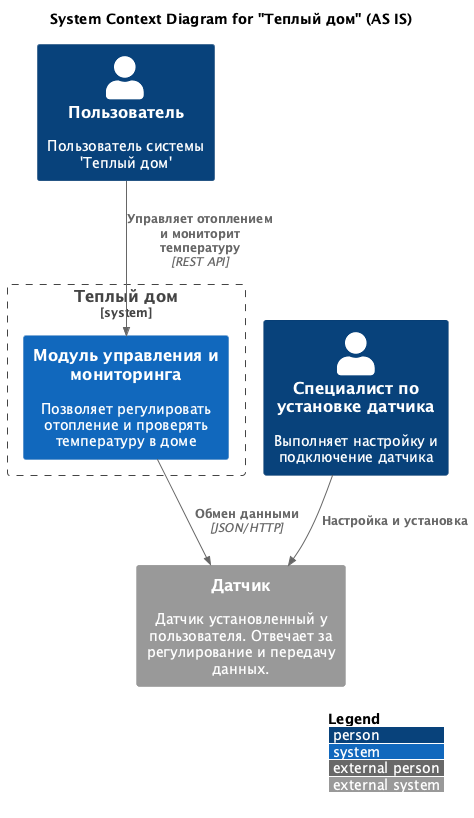 System Context Diagram for "Теплый дом" (AS IS)
Пользователь
Пользователь системы
'Теплый дом'
Управляет отоплением
и мониторит
температуру
[REST API]
Теплый дом
[system]
Модуль управления и
мониторинга
Позволяет регулировать
отопление и проверять
температуру в доме
Специалист по
установке датчика
Выполняет настройку и
подключение датчика
Обмен данными
[JSON/HTTP]
Настройка и установка
Датчик
Датчик установленный у
пользователя. Отвечает за
регулирование и передачу
данных.
Legend
person
system
external person
external system